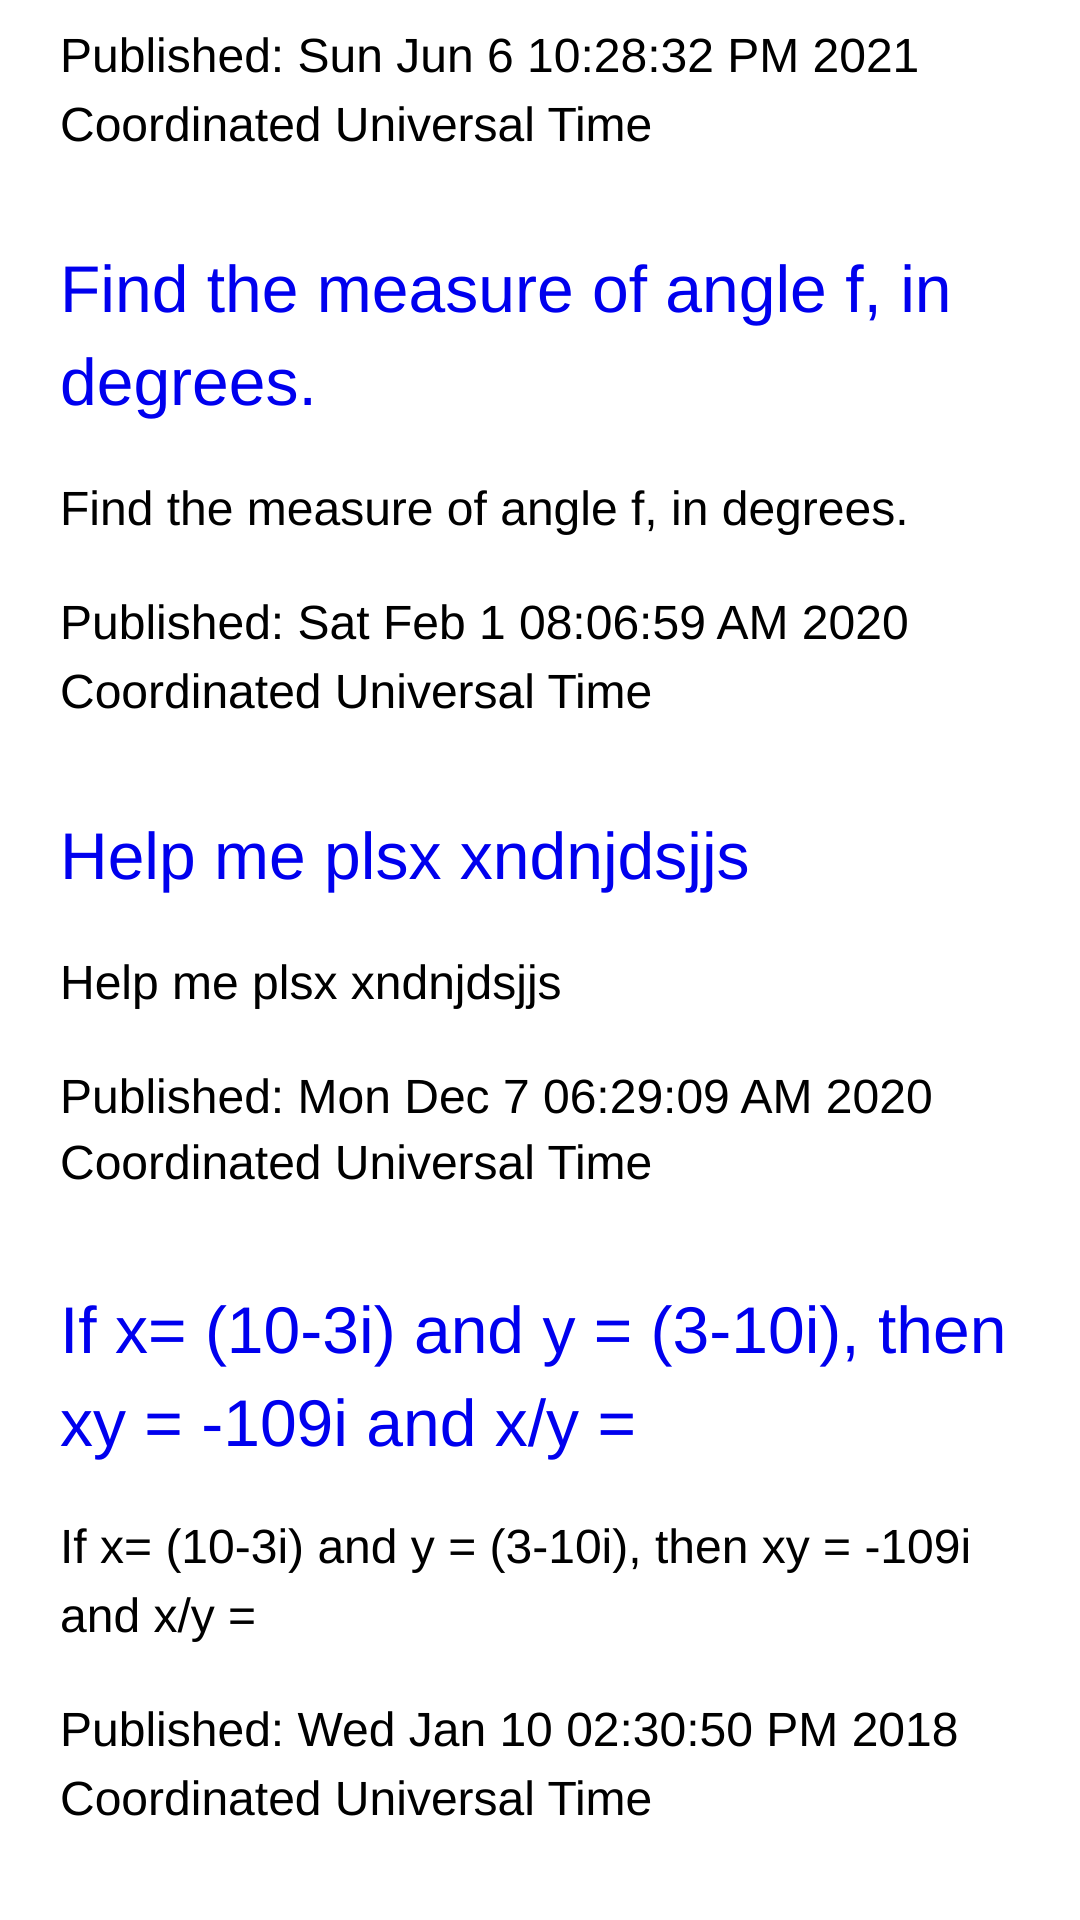 Published: Sun Jun 6 10:28:32 PM 2021
Coordinated Universal Time
Find the measure of angle f, in
degrees.
Find the measure of angle f, in degrees.
Published: Sat Feb 1 08:06:59 AM 2020
Coordinated Universal Time
Help me plsx xndnjdsjjs
Help me plsx xndnjdsjjs
Published: Mon Dec 7 06:29:09 AM 2020
Coordinated Universal Time
If x= (10-3i) and y = (3-10i), then
xy = -109i and x/y =
If x= (10-3i) and y = (3-10i), then xy = -109i
and x/y =
Published: Wed Jan 10 02:30:50 PM 2018
Coordinated Universal Time